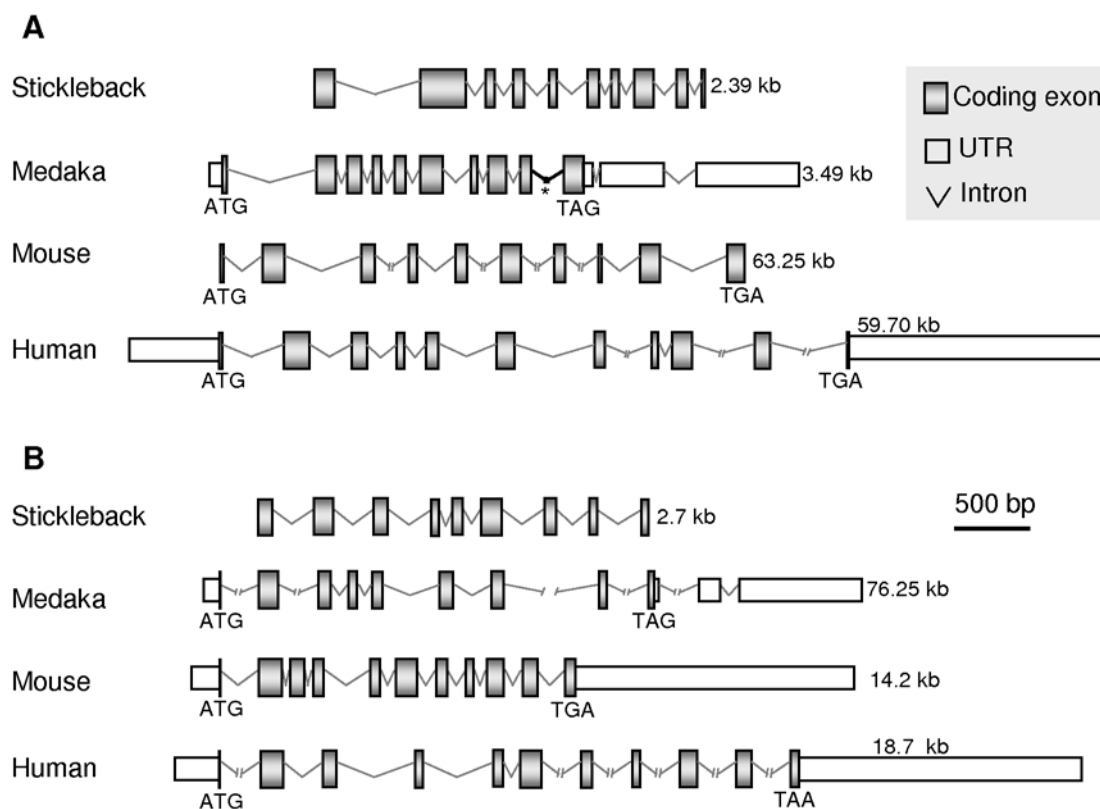 A
Stickleback
2.39 kb
Coding exon
UTR
Intron
Medaka
3.49 kb
*
ATG
TAG
Mouse
63.25 kb
ATG
TGA
Human
59.70 kb
ATG
TGA
B
Stickleback
2.7 kb
500 bp
Medaka
76.25 kb
ATG
TAG
Mouse
14.2 kb
ATG
TGA
Human
18.7 kb
ATG
TAA